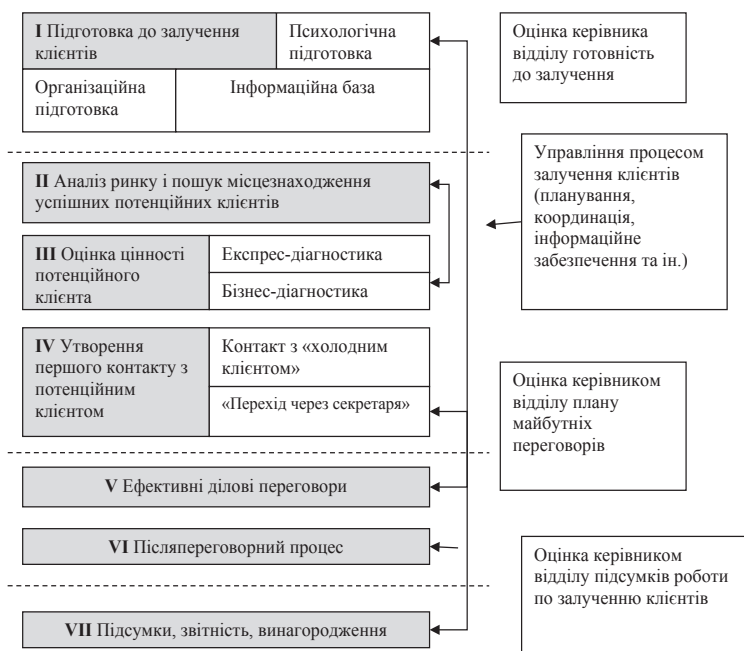 I Підготовка до залучення
клієнтів
Психологічна
підготовка
Організаційна
підготовка
Інформаційна база
Оцінка керівника
відділу готовність
до залучення
II Аналіз ринку і пошук місцезнаходження
успішних потенційних клієнтів
Управління процесом
залучення клієнтів
(планування,
координація,
інформаційне
забезпечення та ін.)
III Оцінка цінності
потенційного
клієнта
Експрес-діагностика
Бізнес-діагностика
IV Утворення
першого контакту з
потенційним
клієнтом
Контакт з «холодним
клієнтом»
«Перехід через секретаря»
Оцінка керівником
відділу плану
майбутніх
переговорів
V Ефективні ділові переговори
VI Післяпереговорний процес
Оцінка керівником
відділу підсумків роботи
по залученню клієнтів
VII Підсумки, звітність, винагородження